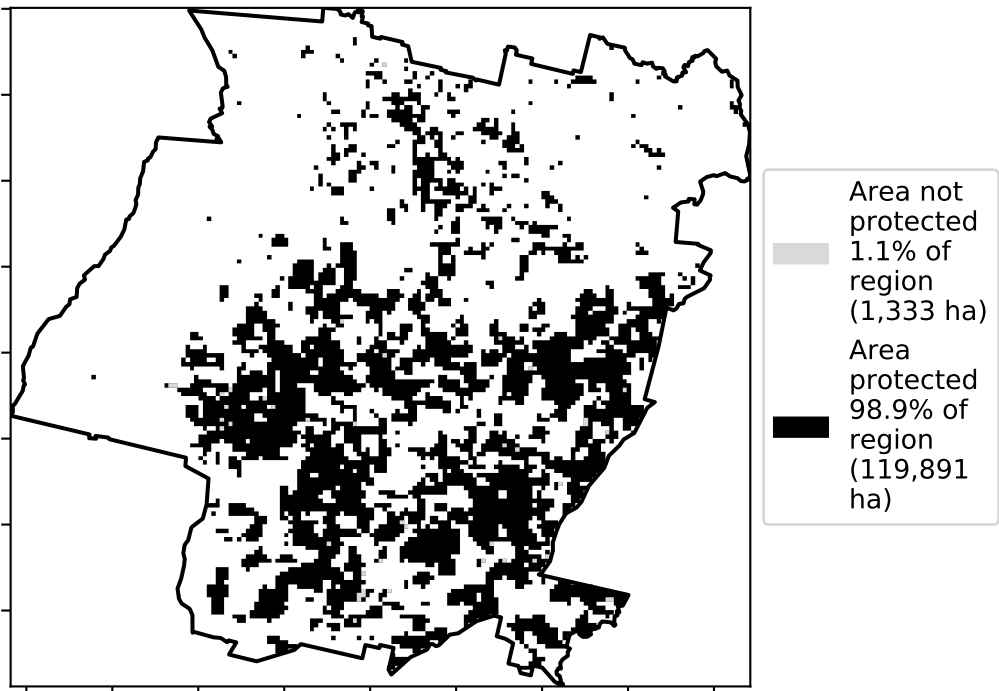 Area not
protected
1.1% of
region
(1,333 ha)
Area
protected
98.9% of
region
(119,891
ha)